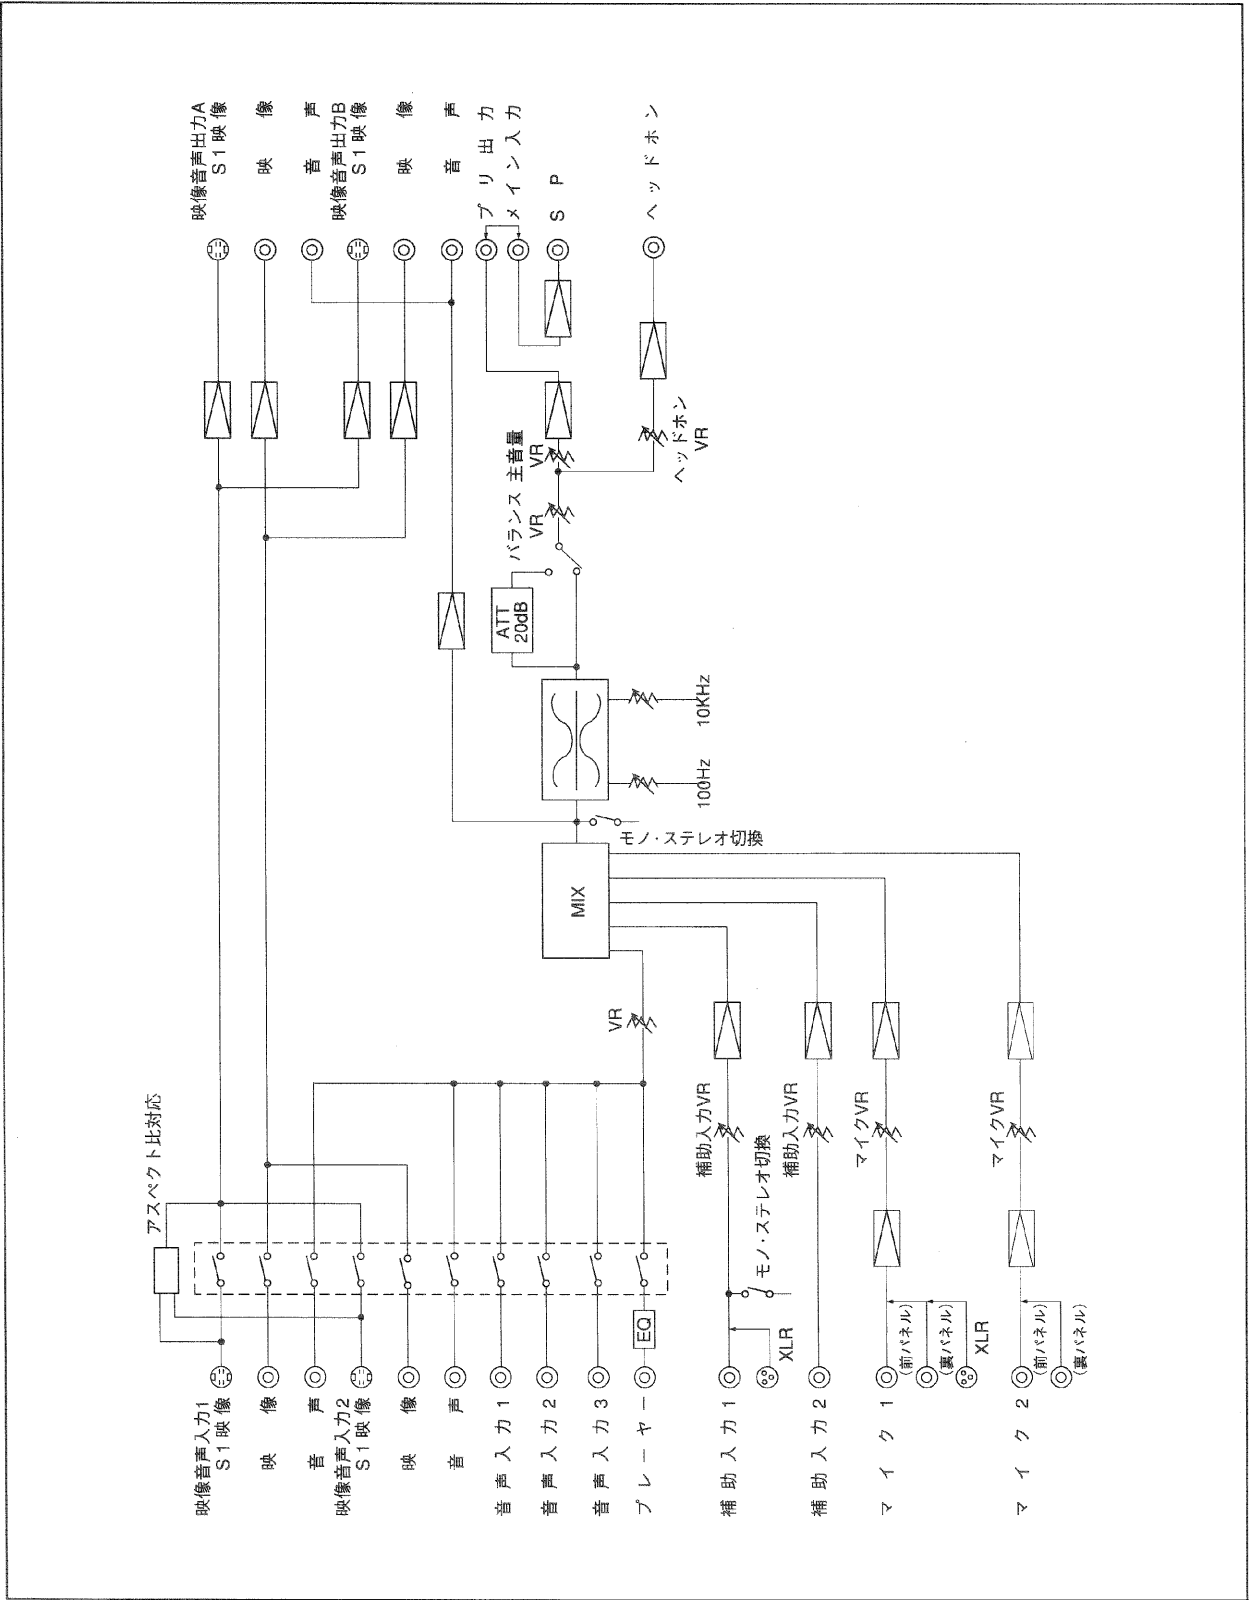 映像音声出力A
S1映像
映像
音声
映像音声出力B
S1映像
映像
音声
プリ出力
メイン入力
SP
ヘッドホン
主音量
VR
バランス
VR
ヘッドホン
VR
ATT
20dB
10KHz
100Hz
モノ・ステレオ切換
MIX
VR
アスペクト比対応
補助入力VR
モノ・ステレオ切換
補助入力VR
マイクVR
マイクVR
EQ
XLR
(前パネル)
(裏パネル)
XLR
(前パネル)
(裏パネル)
映像音声入力1
S1映像
映像
音声
映像音声入力2
S1映像
映像
音声
音声入力1
音声入力2
音声入力3
プレーヤー
補助入力1
補助入力2
マイク1
マイク2